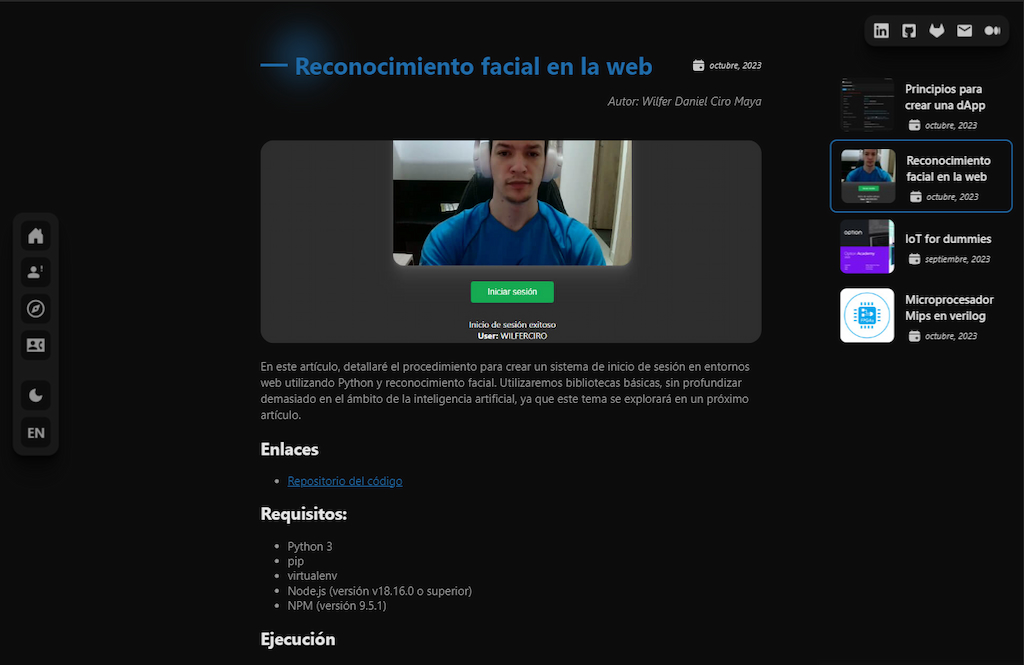 Reconocimiento facial en la web
octubre, 2023
Autor: Wilfer Daniel Ciro Maya
Iniciar sesión
Inicio de sesión exitoso
User: WILFERCIRO
En este artículo, detallaré el procedimiento para crear un sistema de inicio de sesión en entornos
web utilizando Python y reconocimiento facial. Utilizaremos bibliotecas básicas, sin profundizar
demasiado en el ámbito de la inteligencia artificial, ya que este tema se explorará en un próximo
artículo.
Enlaces
Repositorio del código
Requisitos:
Python 3
pip
virtualenv
Node.js (versión v18.16.0 o superior)
NPM (versión 9.5.1)
Ejecución
EN
Principios para
crear una dApp
octubre, 2023
Reconocimiento
facial en la web
octubre, 2023
option
IoT for dummies
septiembre, 2023
Microprocesador
Mips en verilog
octubre, 2023